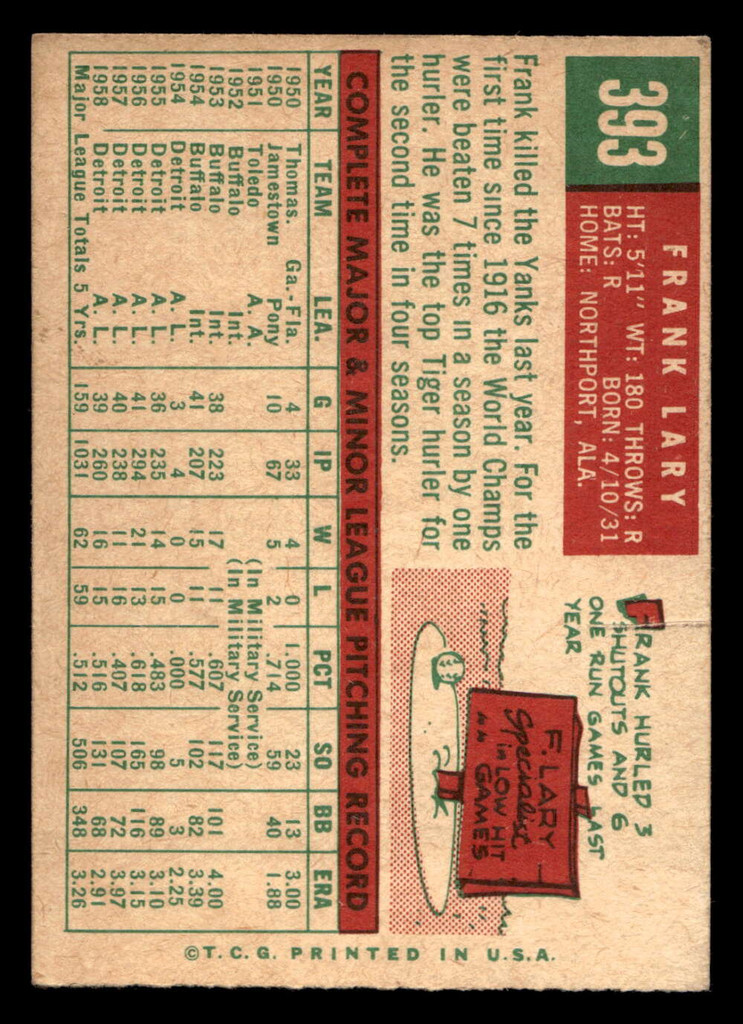 393
FRANK LARY
HT: 5'11" WT: 180 THROWS: R
BATS: R BORN: 4/10/31
HOME: NORTHPORT, ALA.
FRANK HURLED 3
SHUTOUTS AND 6
ONE RUN GAMES LAST
YEAR
F. LARY
Specialist
in LOW HIT
GAMES
Frank killed the Yanks last year. For the
first time since 1916 the World Champs
were beaten 7 times in a season by one
hurler. He was the top Tiger hurler for
the second time in four seasons.
COMPLETE MAJOR & MINOR LEAGUE PITCHING RECORD
YEAR TEAM LEA. G IP W L PCT SO BB ERA
1950 Thomas. Ga.-Fla. 4 33 4 0 1.000 23 13 3.00
1950 Jamestown Pony 10 67 5 2 .714 59 40 1.88
1951 Toledo A. A. (In Military Service)
1952 Buffalo Int. (In Military Service)
1953 Buffalo Int. 38 223 17 11 .607 117 101 4.00
1954 Buffalo Int. 41 207 15 11 .577 102 82 3.39
1954 Detroit A. L. 3 4 0 0 .000 5 3 2.25
1955 Detroit A. L. 36 235 14 15 .483 98 89 3.10
1956 Detroit A. L. 41 294 21 13 .618 165 116 3.15
1957 Detroit A. L. 40 238 11 16 .407 107 72 3.97
1958 Detroit A. L. 39 260 16 15 .516 131 68 2.91
Major League Totals 5 Yrs. 159 1031 62 59 .512 506 348 3.26
©T.C.G. PRINTED IN U.S.A.